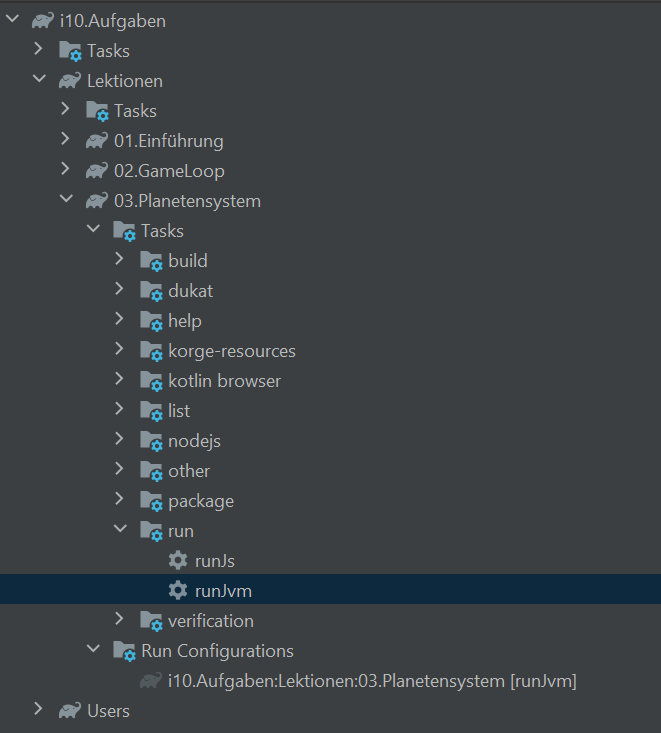 i10.Aufgaben
Tasks
Lektionen
Tasks
01.Einführung
02.GameLoop
03.Planetensystem
Tasks
build
dukat
help
korge-resources
kotlin browser
list
nodejs
other
package
run
runJs
runJvm
verification
Run Configurations
i10.Aufgaben:Lektionen:03.Planetensystem [runJvm]
Users